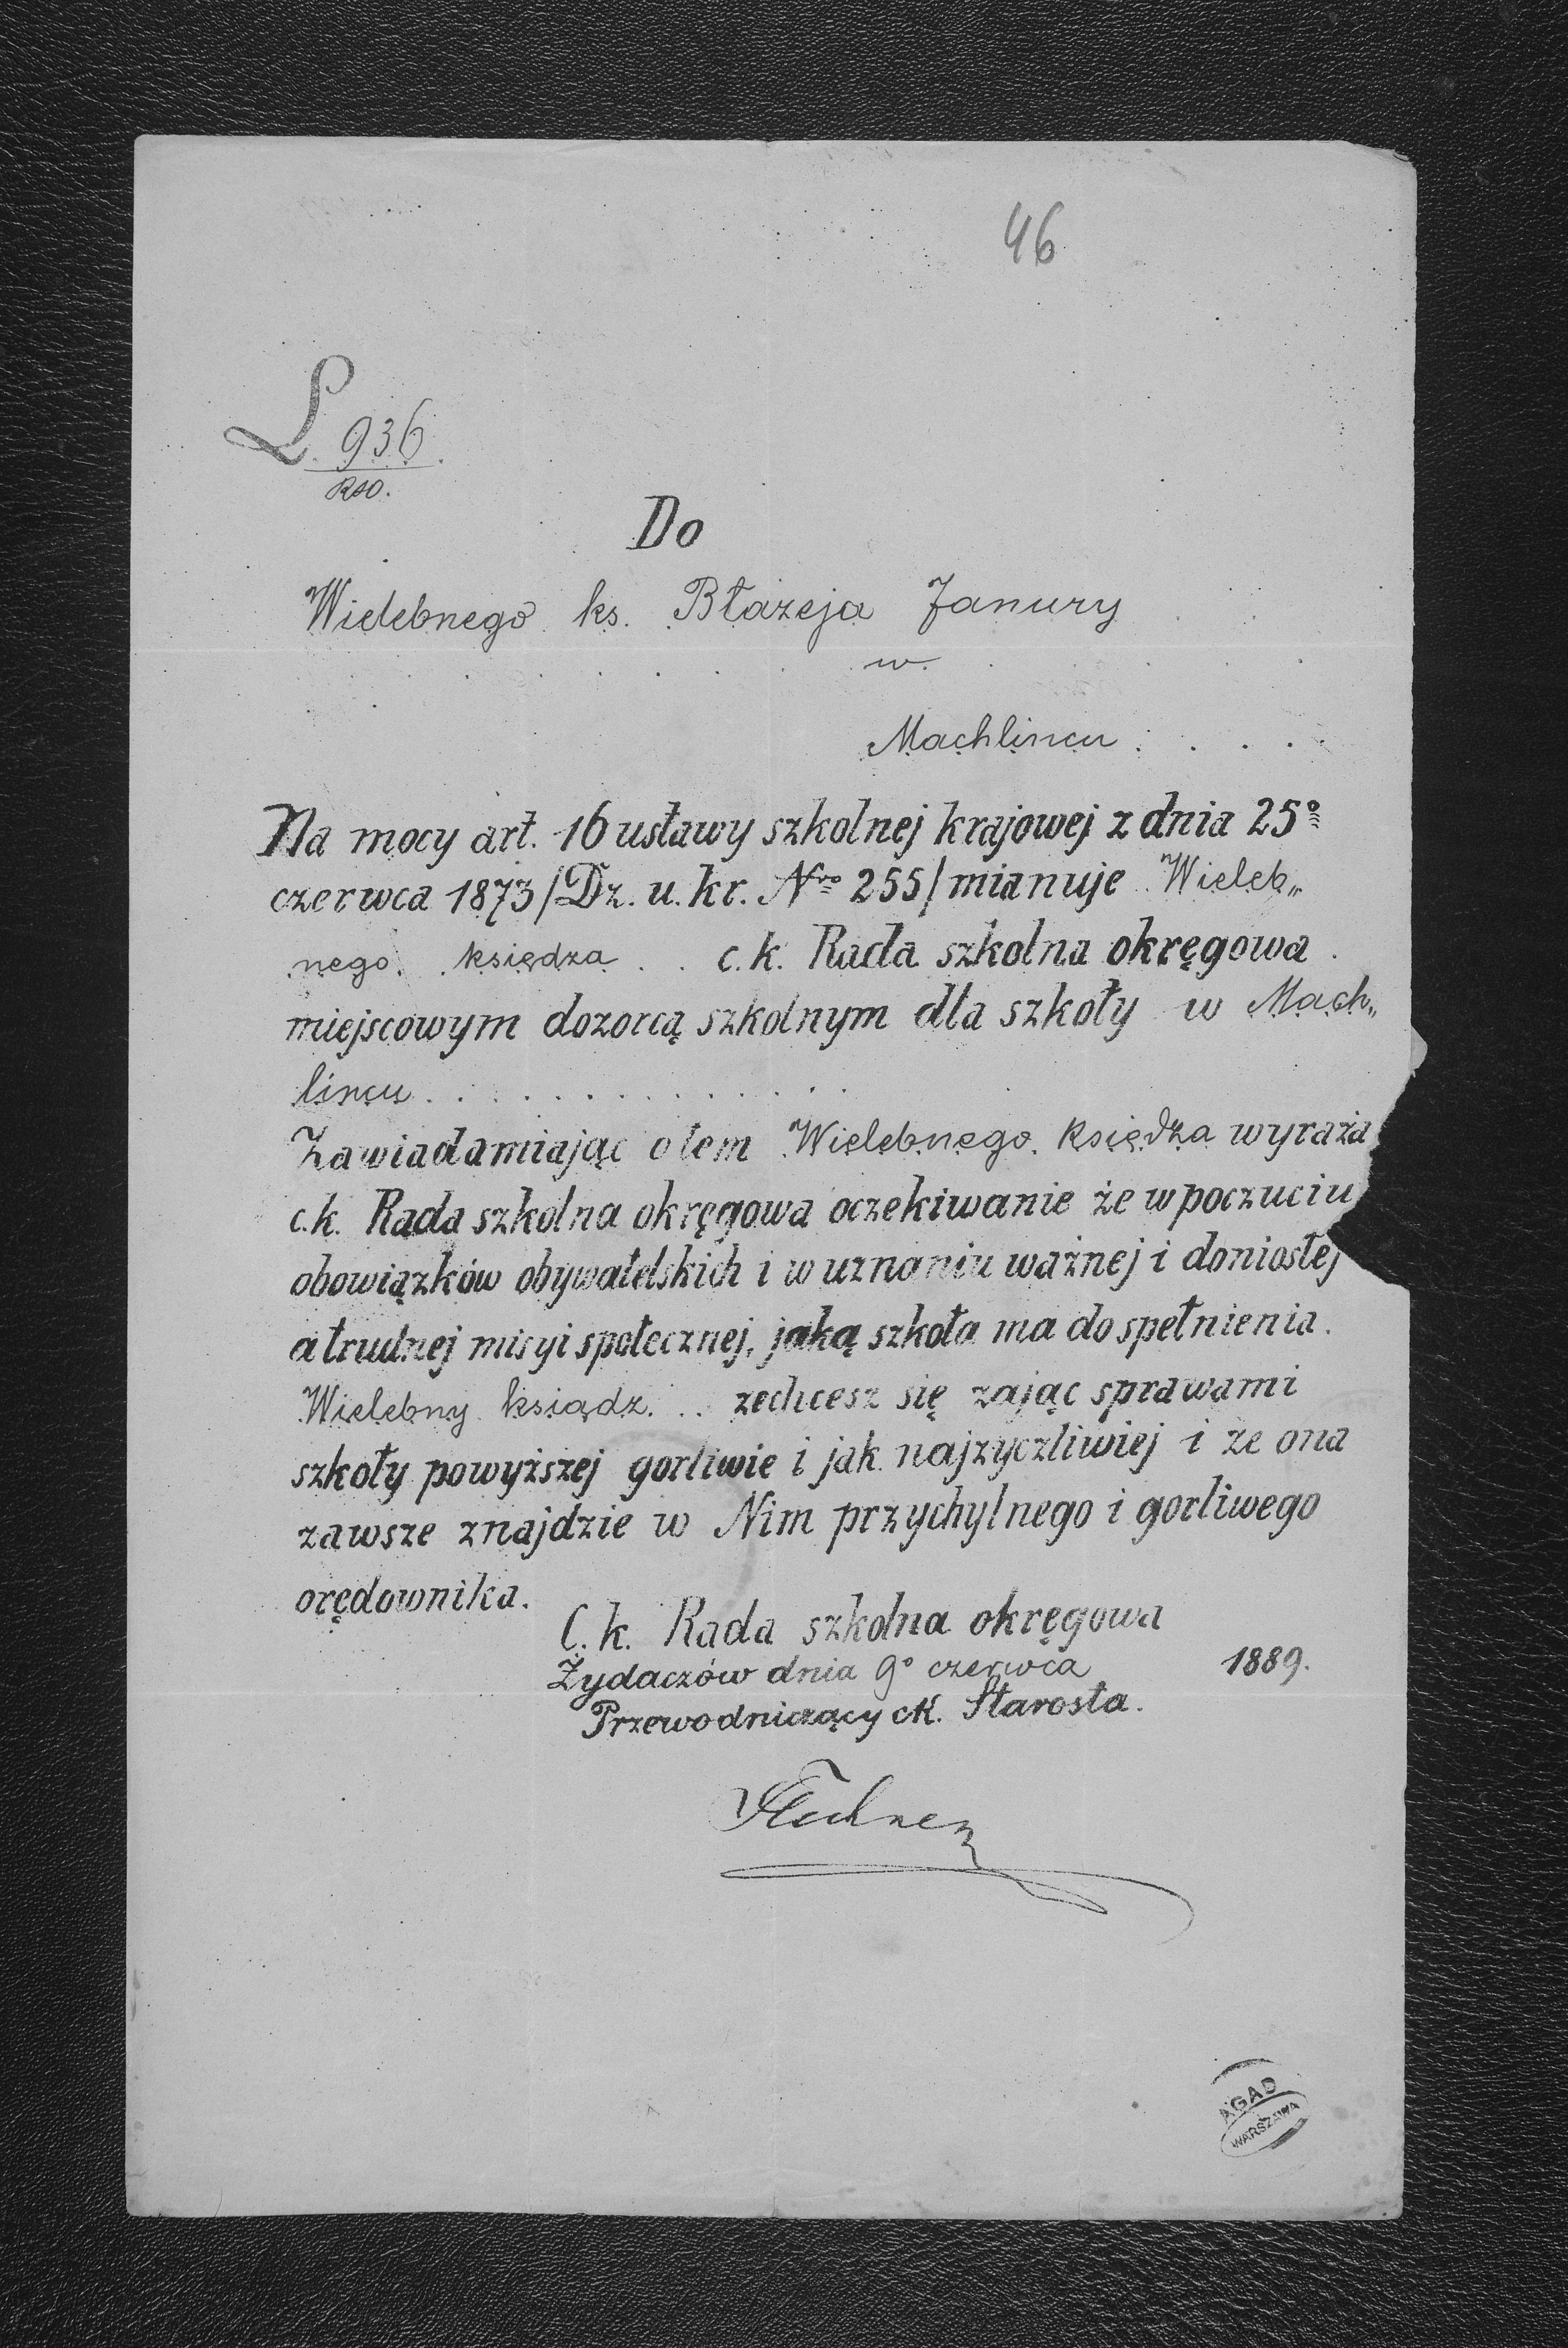 46
L. 936
RSO.
Do
Wielebnego ks. Błażeja Janury
w
Machlincu . . . .
Na mocy art. 16 ustawy szkolnej krajowej z dnia 25º
czerwca 1873/Dz. u. kr. Nro 255/ mianuje Wieleb„
nego księdza . . c. k. Rada szkolna okręgowa
miejscowym dozorcą szkolnym dla szkoły w Mach„
lincu . . . . . . . . . . . . .
Zawiadamiając o tem Wielebnego księdza wyraża
c. k. Rada szkolna okręgowa oczekiwanie że w poczuciu
obowiązków obywatelskich i w uznaniu ważnej i doniosłej
a trudnej misyi społecznej, jaką szkoła ma do spełnienia.
Wielebny ksiądz . . zechcesz się zająć sprawami
szkoły powyższej gorliwie i jak najżyczliwiej i że ona
zawsze znajdzie w Nim przychylnego i gorliwego
orędownika.
C. k. Rada szkolna okręgowa
Żydaczów dnia 9º czerwca 1889.
Przewodniczący ck. Starosta.
AGAD
WARSZAWA